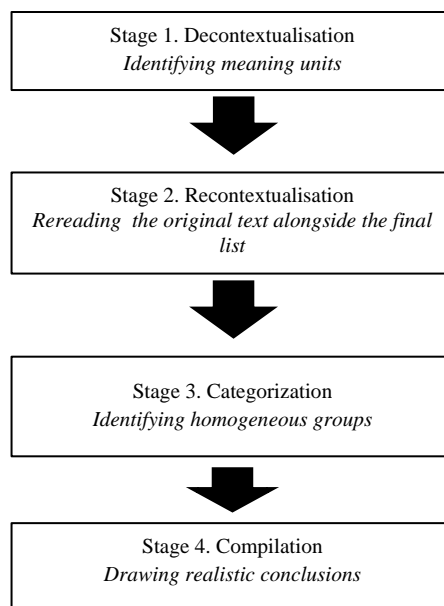 Stage 1. Decontextualisation
Identifying meaning units
Stage 2. Recontextualisation
Rereading the original text alongside the final
list
Stage 3. Categorization
Identifying homogeneous groups
Stage 4. Compilation
Drawing realistic conclusions